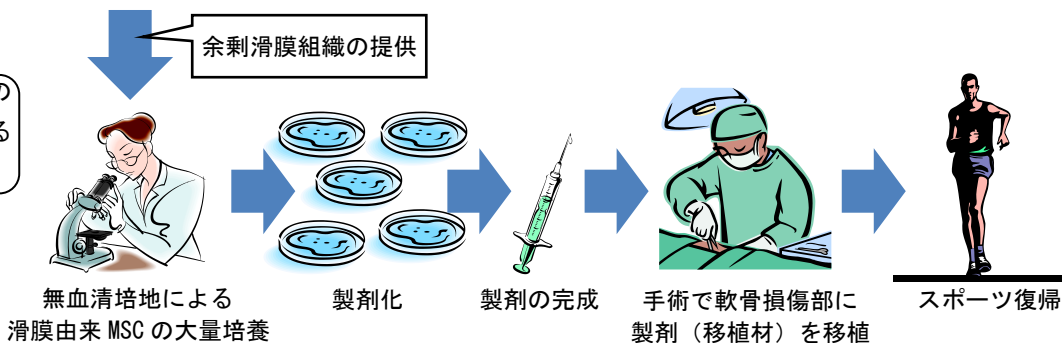 余剰滑膜組織の提供
の
る
無血清培地による
滑膜由来 MSC の大量培養
製剤化
製剤の完成
手術で軟骨損傷部に
製剤（移植材）を移植
スポーツ復帰